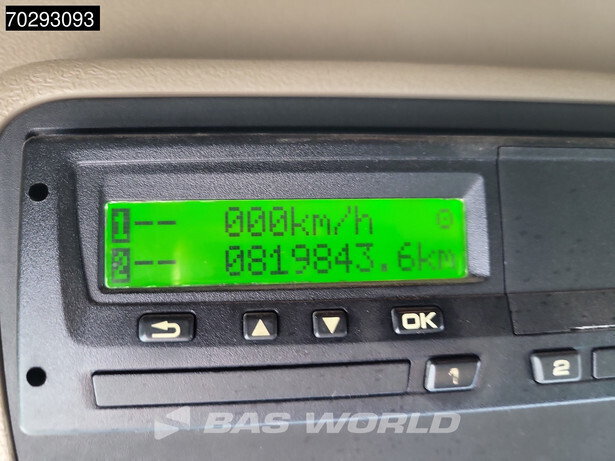 70293093
1-- 000km/h
2-- 0819843.6km
OK
1 2
BAS WORLD